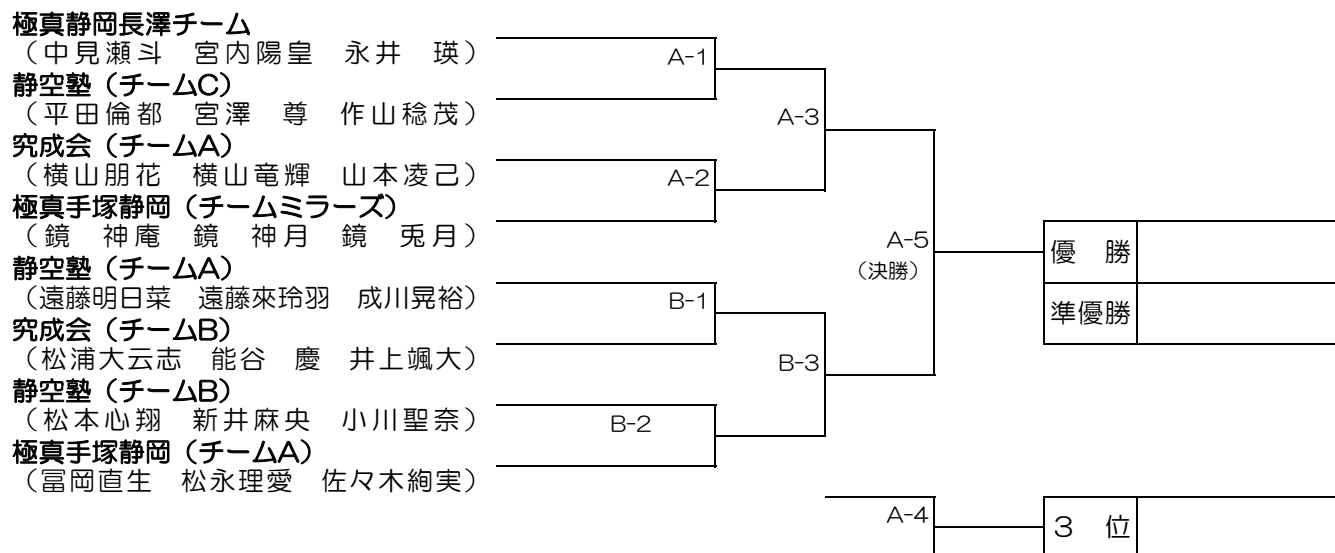 極真静岡長澤チーム
（中見瀬斗　宮内陽皇　永井　瑛）
A-1
静空塾（チームC）
（平田倫都　宮澤　尊　作山稔茂）
A-3
究成会（チームA）
（横山朋花　横山竜輝　山本凌己）
A-2
極真手塚静岡（チームミラーズ）
（鏡　神庵　鏡　神月　鏡　兎月）
A-5
（決勝）
優　勝
静空塾（チームA）
（遠藤明日菜　遠藤來玲羽　成川晃裕）
B-1
準優勝
究成会（チームB）
（松浦大云志　能谷　慶　井上颯大）
B-3
静空塾（チームB）
（松本心翔　新井麻央　小川聖奈）
B-2
極真手塚静岡（チームA）
（冨岡直生　松永理愛　佐々木絢実）
A-4
３　位